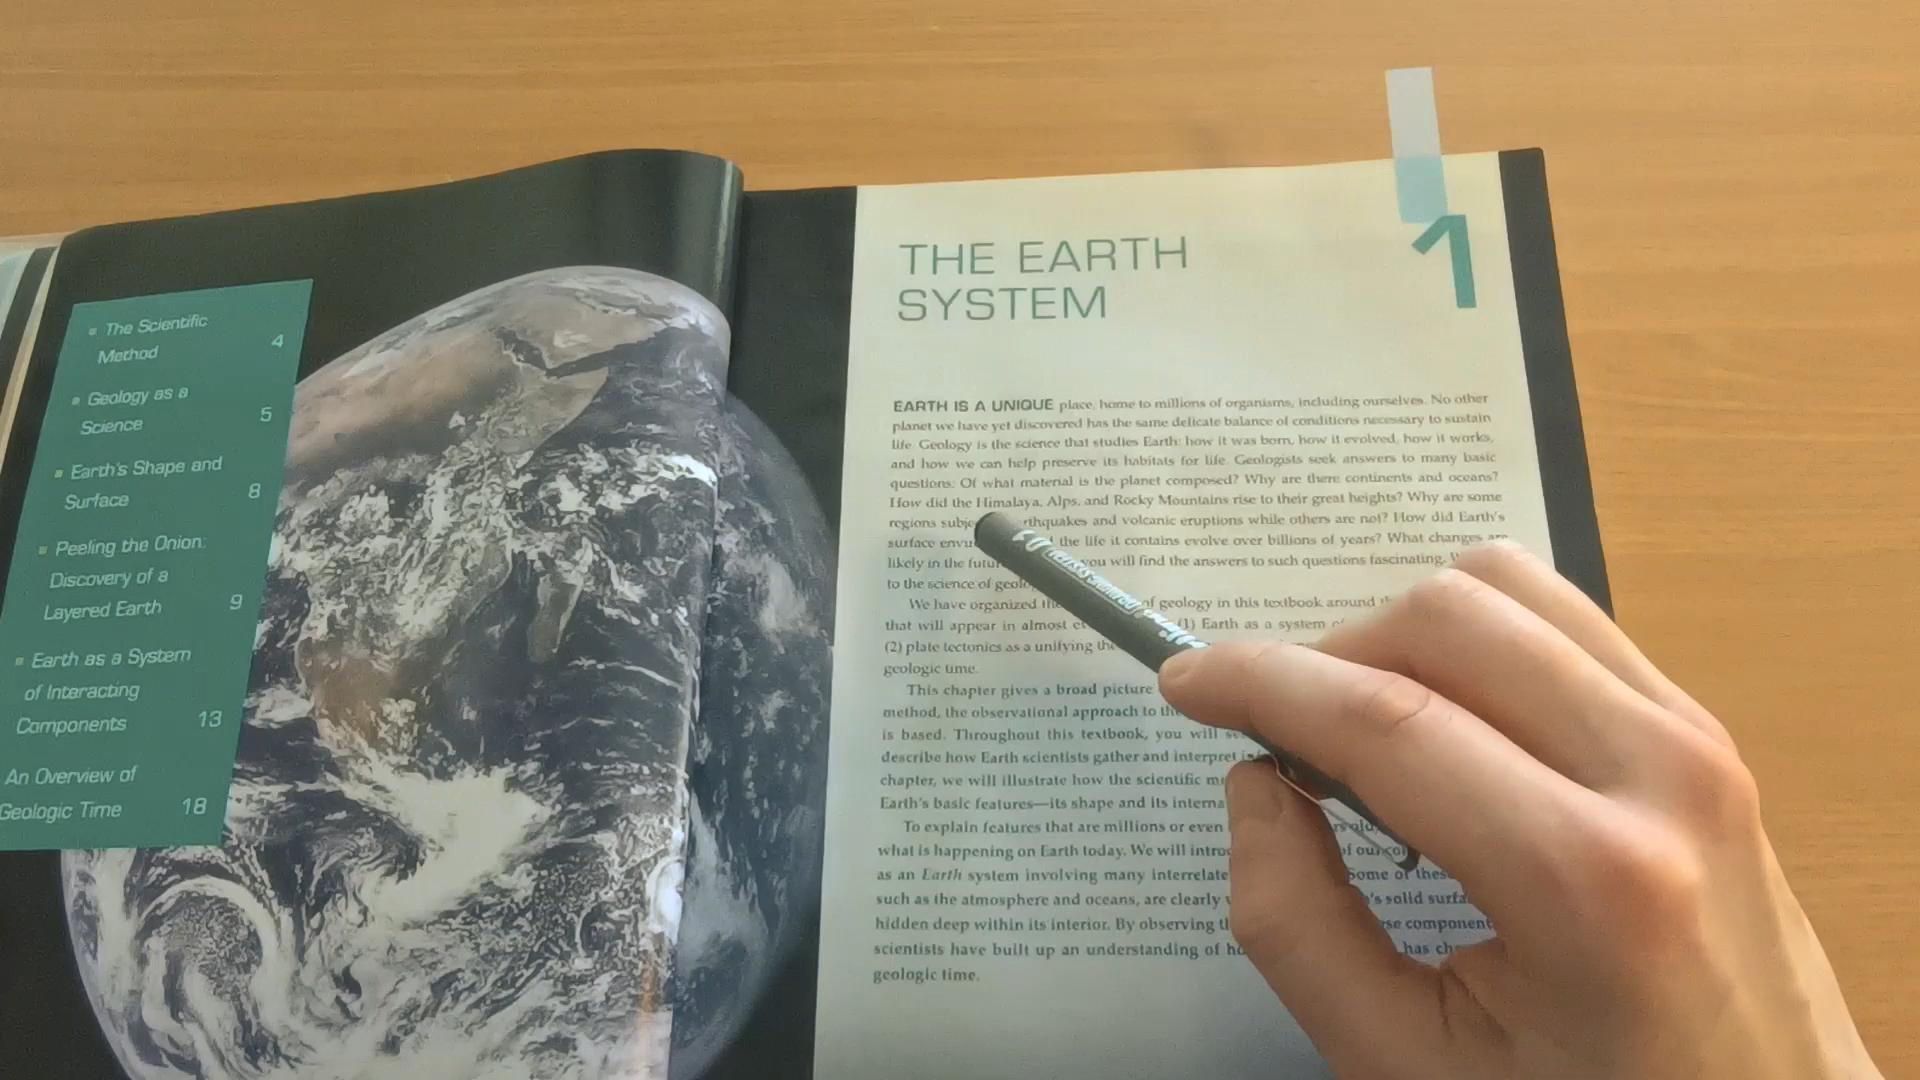 The Scientific
Method 4
Geology as a
Science 5
Earth's Shape and
Surface 8
Peeling the Onion:
Discovery of a
Layered Earth 9
Earth as a System
of Interacting
Components 13
An Overview of
Geologic Time 18
THE EARTH
SYSTEM
1
EARTH IS A UNIQUE place, home to millions of organisms, including ourselves. No other
planet we have yet discovered has the same delicate balance of conditions necessary to sustain
life. Geology is the science that studies Earth: how it was born, how it evolved, how it works,
and how we can help preserve its habitats for life. Geologists seek answers to many basic
questions: Of what material is the planet composed? Why are there continents and oceans?
How did the Himalaya, Alps, and Rocky Mountains rise to their great heights? Why are some
regions and volcanic eruptions while others are not? How did Earth's
surface the life it contains evolve over billions of years? What changes are
likely in the you will find the answers to such questions fascinating.
to the science of
We have organized of geology in this textbook around
that will appear in almost (1) Earth as a system
(2) plate tectonics as a unifying
geologic time.
This chapter gives a broad picture
method, the observational approach to
is based. Throughout this textbook, you will
describe how Earth scientists gather and interpret
chapter, we will illustrate how the scientific
Earth's basic features—its shape and its
To explain features that are millions or even
what is happening on Earth today. We will of our
as an Earth system involving many Some of these
such as the atmosphere and oceans, are clearly solid
hidden deep within its interior. By observing
scientists have built up an understanding of has
geologic time.